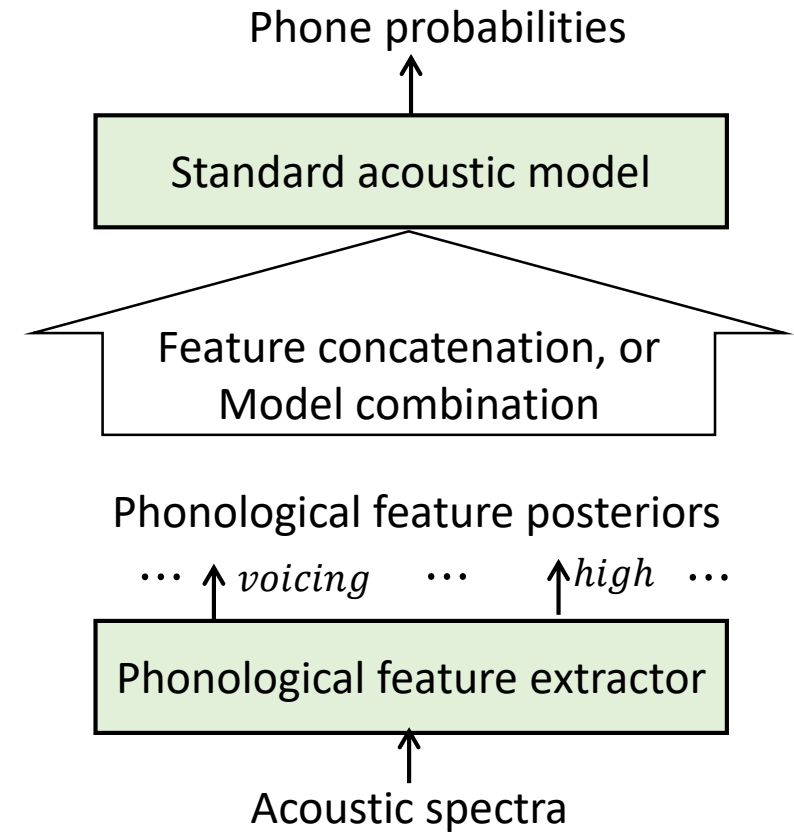 Phone probabilities
Standard acoustic model
Feature concatenation, or
Model combination
Phonological feature posteriors
··· voicing ··· high ···
Phonological feature extractor
Acoustic spectra